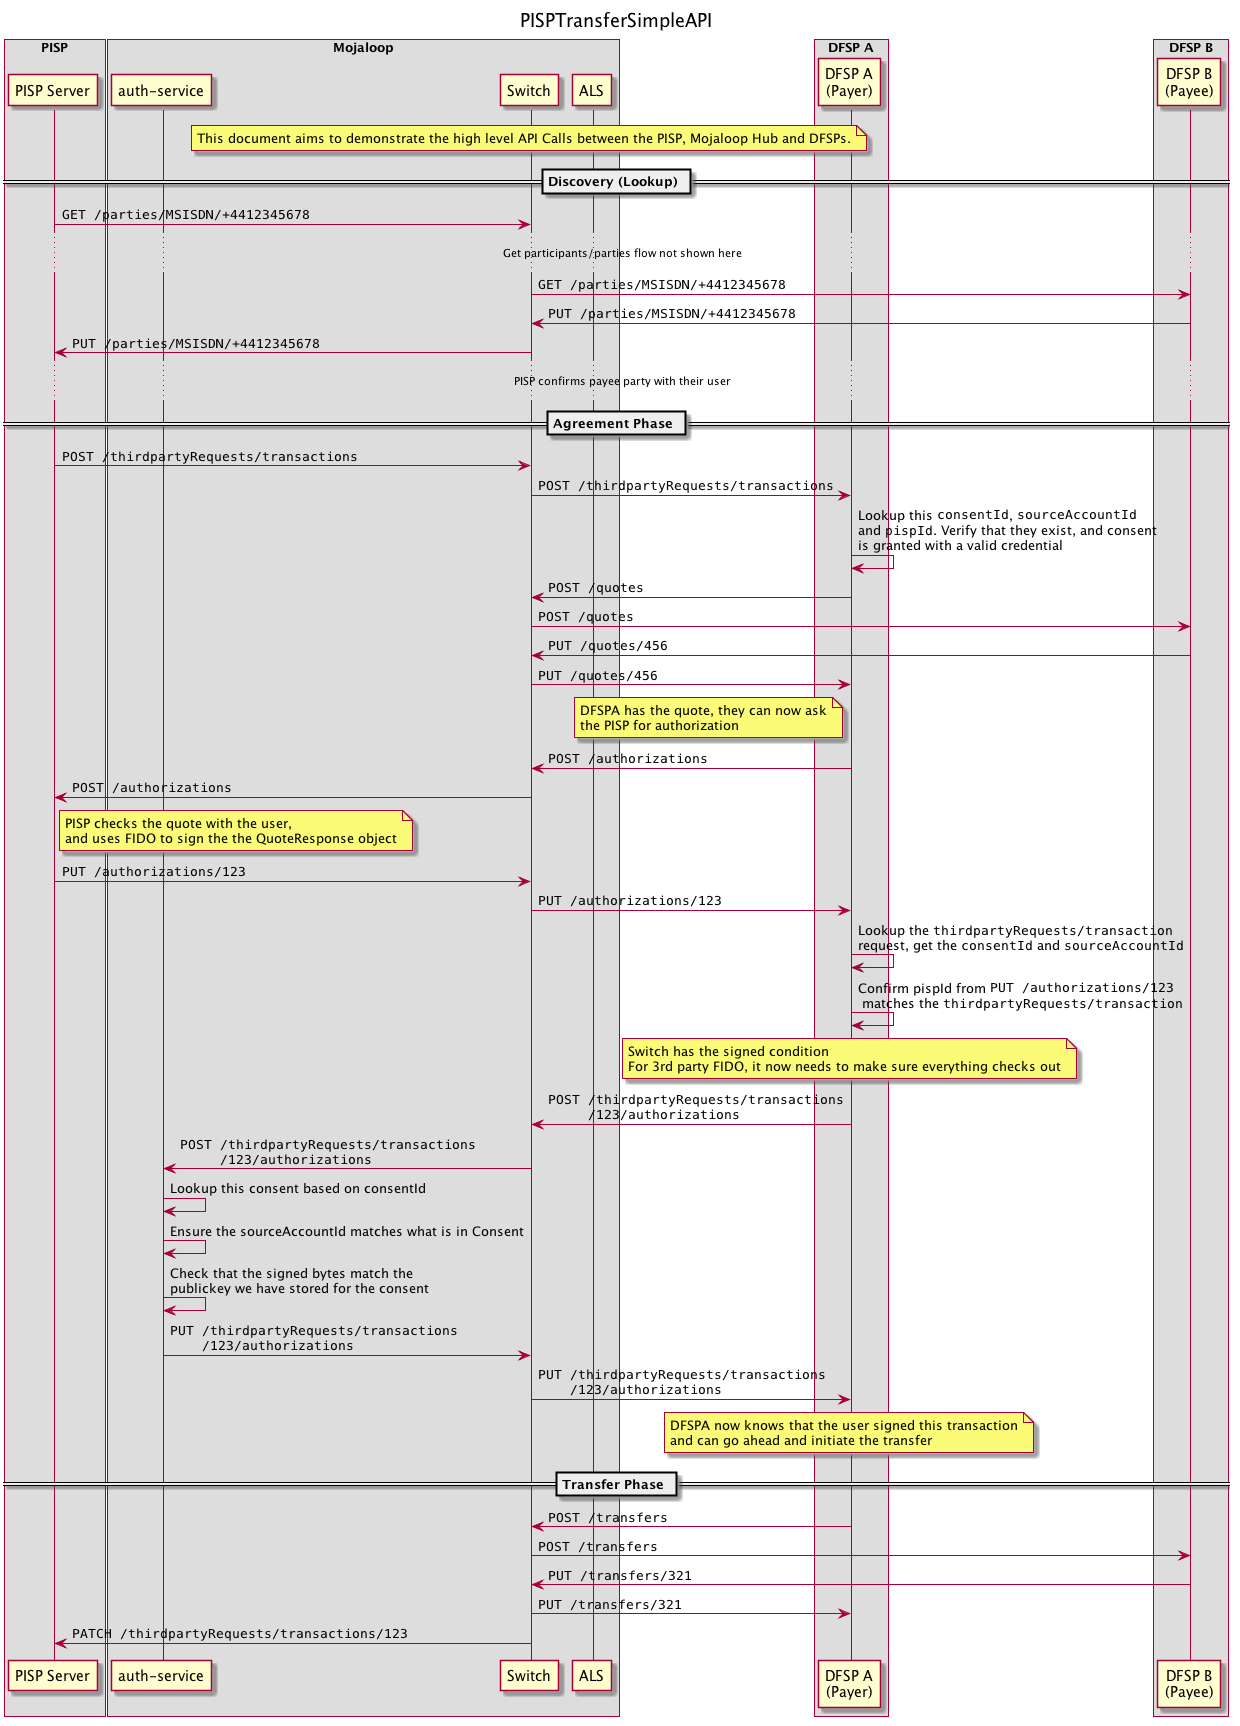 PISPTransferSimpleAPI
PISP
Mojaloop
DFSP A
DFSP B
PISP Server
auth-service
Switch
ALS
DFSP A
(Payer)
DFSP B
(Payee)
This document aims to demonstrate the high level API Calls between the PISP, Mojaloop Hub and DFSPs.
Discovery (Lookup)
GET /parties/MSISDN/+4412345678
Get participants/parties flow not shown here
GET /parties/MSISDN/+4412345678
PUT /parties/MSISDN/+4412345678
PUT /parties/MSISDN/+4412345678
PISP confirms payee party with their user
Agreement Phase
POST /thirdpartyRequests/transactions
POST /thirdpartyRequests/transactions
Lookup this consentId, sourceAccountId
and pispId. Verify that they exist, and consent
is granted with a valid credential
POST /quotes
POST /quotes
PUT /quotes/456
PUT /quotes/456
DFSPA has the quote, they can now ask
the PISP for authorization
POST /authorizations
POST /authorizations
PISP checks the quote with the user,
and uses FIDO to sign the the QuoteResponse object
PUT /authorizations/123
PUT /authorizations/123
Lookup the thirdpartyRequests/transaction
request, get the consentId and sourceAccountId
Confirm pispId from PUT /authorizations/123
matches the thirdpartyRequests/transaction
Switch has the signed condition
For 3rd party FIDO, it now needs to make sure everything checks out
POST /thirdpartyRequests/transactions
/123/authorizations
POST /thirdpartyRequests/transactions
/123/authorizations
Lookup this consent based on consentId
Ensure the sourceAccountId matches what is in Consent
Check that the signed bytes match the
publickey we have stored for the consent
PUT /thirdpartyRequests/transactions
/123/authorizations
PUT /thirdpartyRequests/transactions
/123/authorizations
DFSPA now knows that the user signed this transaction
and can go ahead and initiate the transfer
Transfer Phase
POST /transfers
POST /transfers
PUT /transfers/321
PUT /transfers/321
PATCH /thirdpartyRequests/transactions/123
PISP Server
auth-service
Switch
ALS
DFSP A
(Payer)
DFSP B
(Payee)